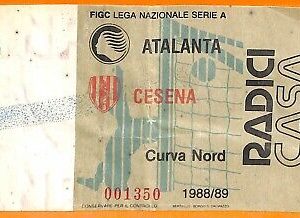 FIGC LEGA NAZIONALE SERIE A
ATALANTA
CESENA
Curva Nord
001350
1988/89
CONSERVARE PER IL CONTROLLO
RADICI
CASA